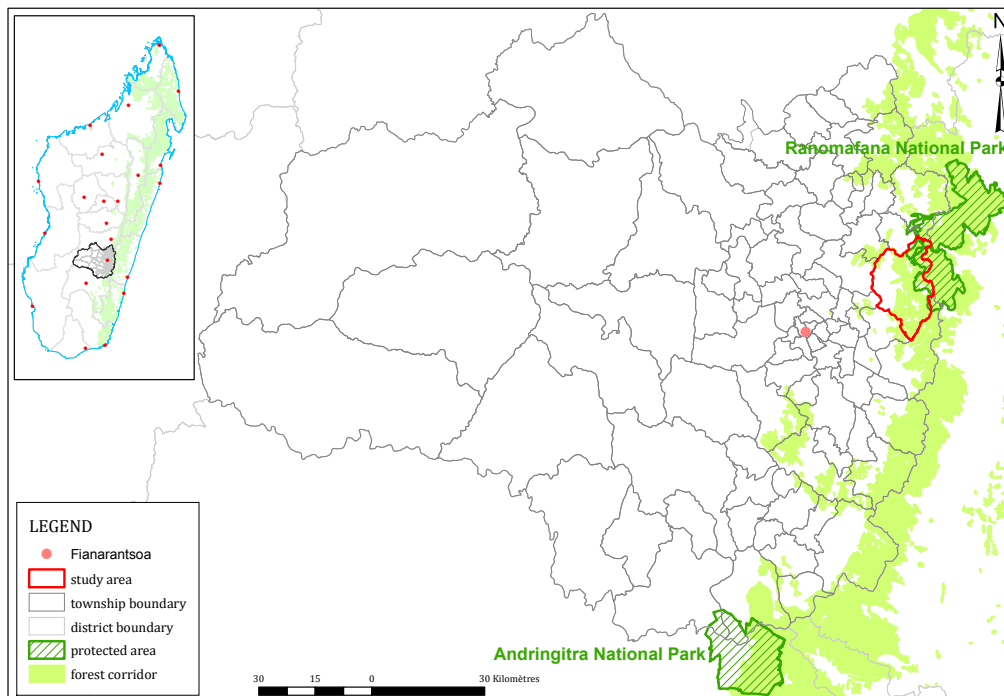 N
Ranomafana National Park
Andringitra National Park
LEGEND
Fianarantsoa
study area
township boundary
district boundary
protected area
forest corridor
30 15 0 30 Kilomètres